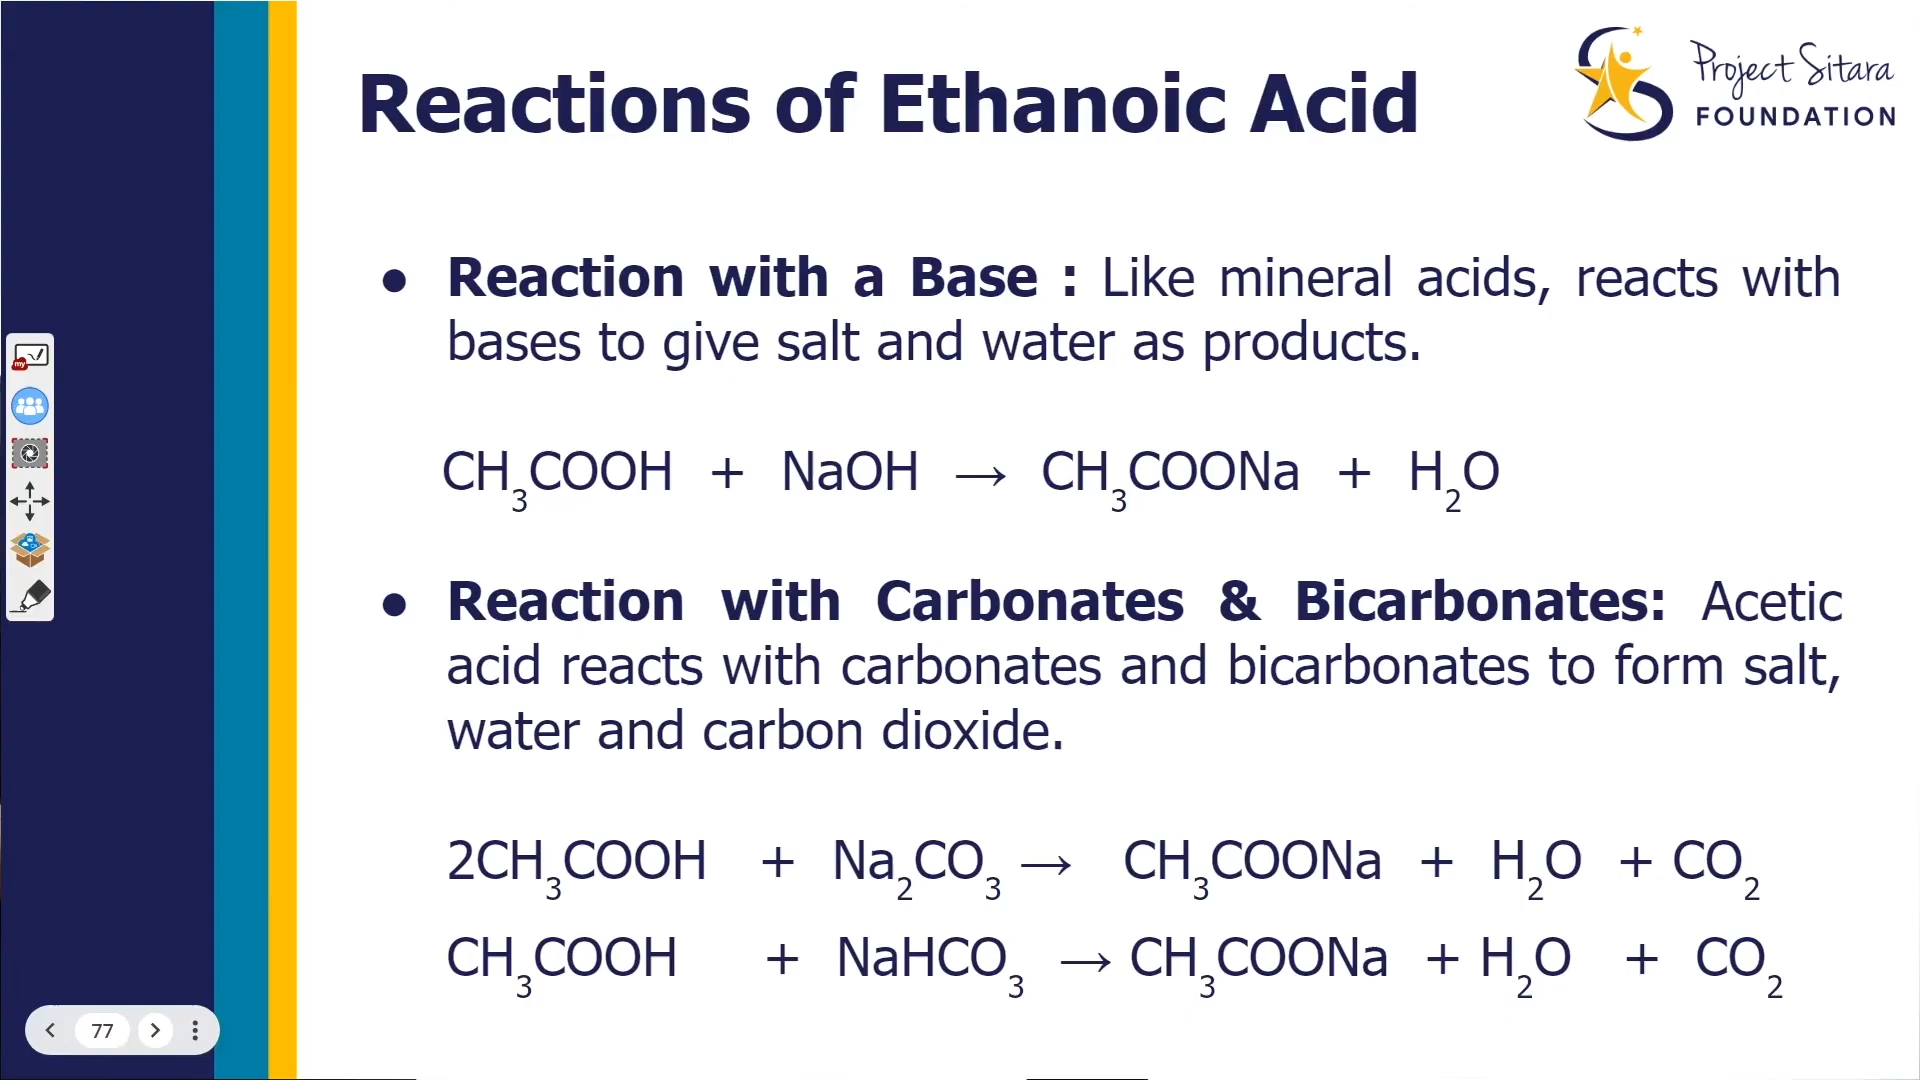 Reactions of Ethanoic Acid
Project Sitara
FOUNDATION
● Reaction with a Base : Like mineral acids, reacts with
bases to give salt and water as products.
CH₃COOH + NaOH → CH₃COONa + H₂O
● Reaction with Carbonates & Bicarbonates: Acetic
acid reacts with carbonates and bicarbonates to form salt,
water and carbon dioxide.
2CH₃COOH + Na₂CO₃ → CH₃COONa + H₂O + CO₂
CH₃COOH + NaHCO₃ → CH₃COONa + H₂O + CO₂
my
77